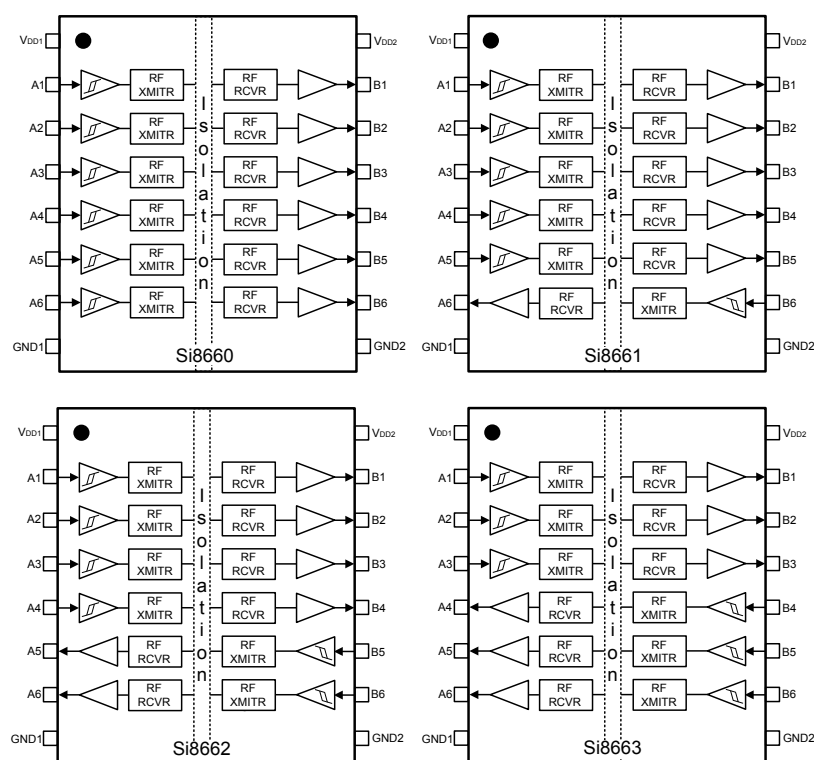 VDD1 VDD2 VDD1 VDD2
A1 RF XMITR RF RCVR B1 A1 RF XMITR RF RCVR B1
A2 RF XMITR RF RCVR B2 A2 RF XMITR RF RCVR B2
A3 RF XMITR RF RCVR B3 A3 RF XMITR RF RCVR B3
A4 RF XMITR RF RCVR B4 A4 RF XMITR RF RCVR B4
A5 RF XMITR RF RCVR B5 A5 RF XMITR RF RCVR B5
A6 RF XMITR RF RCVR B6 A6 RF RCVR RF XMITR B6
Isolation Isolation
GND1 GND2 GND1 GND2
Si8660 Si8661
VDD1 VDD2 VDD1 VDD2
A1 RF XMITR RF RCVR B1 A1 RF XMITR RF RCVR B1
A2 RF XMITR RF RCVR B2 A2 RF XMITR RF RCVR B2
A3 RF XMITR RF RCVR B3 A3 RF XMITR RF RCVR B3
A4 RF XMITR RF RCVR B4 A4 RF RCVR RF XMITR B4
A5 RF RCVR RF XMITR B5 A5 RF RCVR RF XMITR B5
A6 RF RCVR RF XMITR B6 A6 RF RCVR RF XMITR B6
Isolation Isolation
GND1 GND2 GND1 GND2
Si8662 Si8663